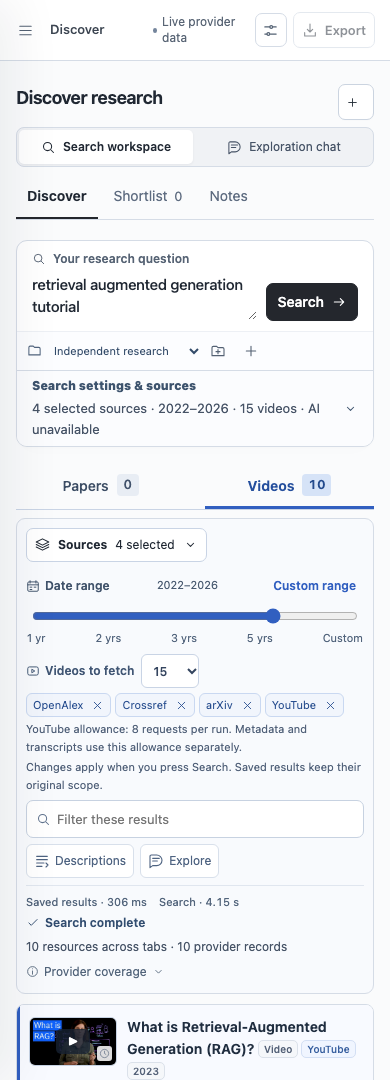 Discover
Live provider
data
Export
Discover research
Search workspace
Exploration chat
Discover
Shortlist 0
Notes
Your research question
retrieval augmented generation
tutorial
Search
Independent research
Search settings & sources
4 selected sources · 2022–2026 · 15 videos · AI
unavailable
Papers 0
Videos 10
Sources 4 selected
Date range
2022–2026
Custom range
1 yr
2 yrs
3 yrs
5 yrs
Custom
Videos to fetch
15
OpenAlex
Crossref
arXiv
YouTube
YouTube allowance: 8 requests per run. Metadata and
transcripts use this allowance separately.
Changes apply when you press Search. Saved results keep their
original scope.
Filter these results
Descriptions
Explore
Saved results · 306 ms
Search · 4.15 s
Search complete
10 resources across tabs · 10 provider records
Provider coverage
What is
RAG?
What is Retrieval-Augmented
Generation (RAG)? Video YouTube
2023